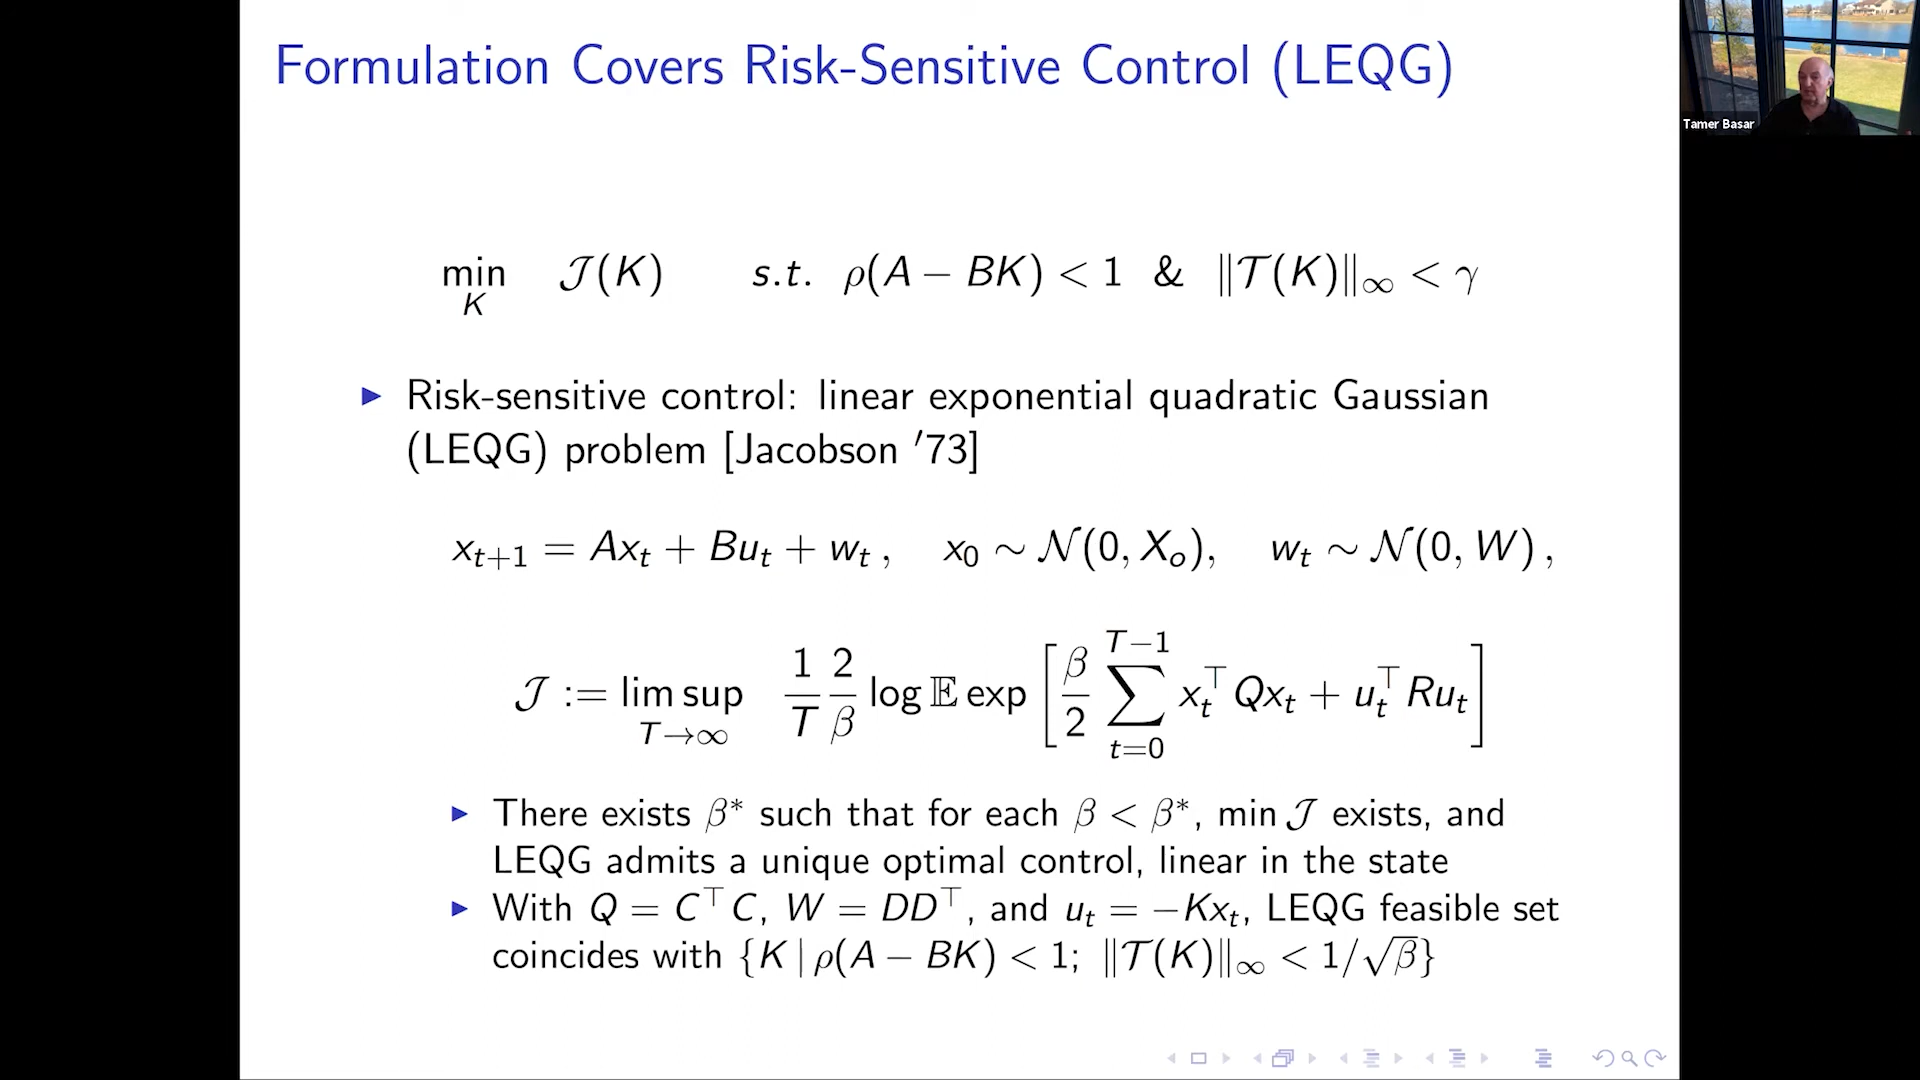 Formulation Covers Risk-Sensitive Control (LEQG)
Tamer Basar
min_K 𝒥(K) s.t. ρ(A − BK) < 1 & ‖𝒯(K)‖_∞ < γ
▶ Risk-sensitive control: linear exponential quadratic Gaussian
(LEQG) problem [Jacobson ′73]
x_{t+1} = Ax_t + Bu_t + w_t , x_0 ∼ 𝒩(0, X_o), w_t ∼ 𝒩(0, W) ,
𝒥 := lim sup_{T→∞} \frac{1}{T} \frac{2}{β} log 𝔼 exp [ \frac{β}{2} ∑_{t=0}^{T−1} x_t^⊤ Qx_t + u_t^⊤ Ru_t ]
▶ There exists β* such that for each β < β*, min 𝒥 exists, and
LEQG admits a unique optimal control, linear in the state
▶ With Q = C^⊤ C, W = DD^⊤, and u_t = −Kx_t, LEQG feasible set
coincides with {K | ρ(A − BK) < 1; ‖𝒯(K)‖_∞ < 1/√β}